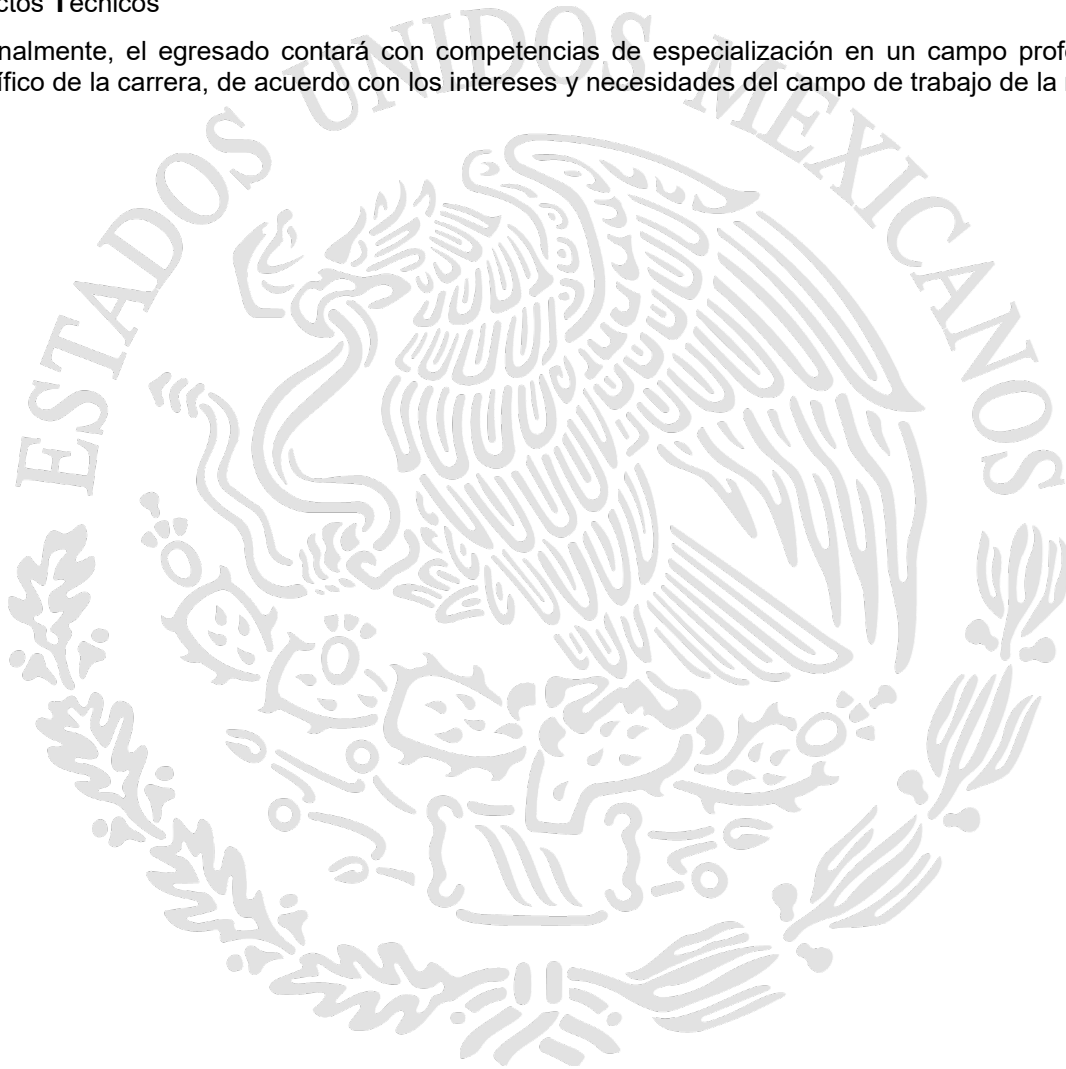 ctos Técnicos
nalmente, el egresado contará con competencias de especialización en un campo profe
ífico de la carrera, de acuerdo con los intereses y necesidades del campo de trabajo de la
ESTADOS UNIDOS MEXICANOS